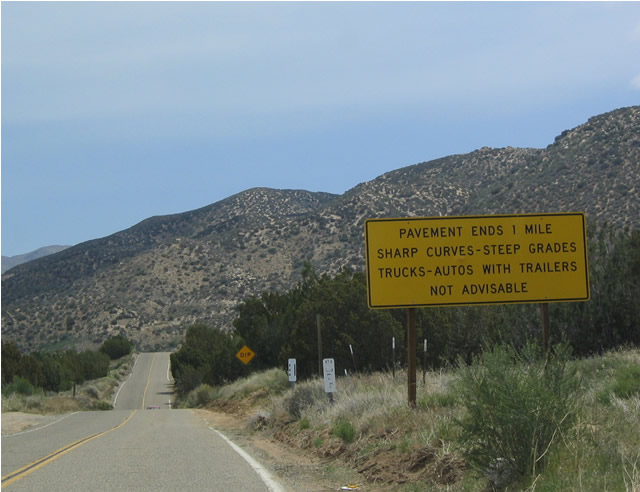 PAVEMENT ENDS 1 MILE
SHARP CURVES-STEEP GRADES
TRUCKS-AUTOS WITH TRAILERS
NOT ADVISABLE
DIP